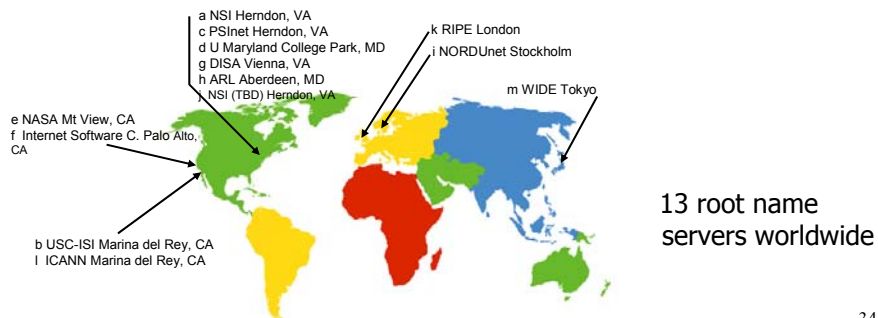 a NSI Herndon, VA
c PSInet Herndon, VA
d U Maryland College Park, MD
g DISA Vienna, VA
h ARL Aberdeen, MD
j NSI (TBD) Herndon, VA
k RIPE London
i NORDUnet Stockholm
m WIDE Tokyo
e NASA Mt View, CA
f Internet Software C. Palo Alto,
CA
b USC-ISI Marina del Rey, CA
l ICANN Marina del Rey, CA
13 root name
servers worldwide
24